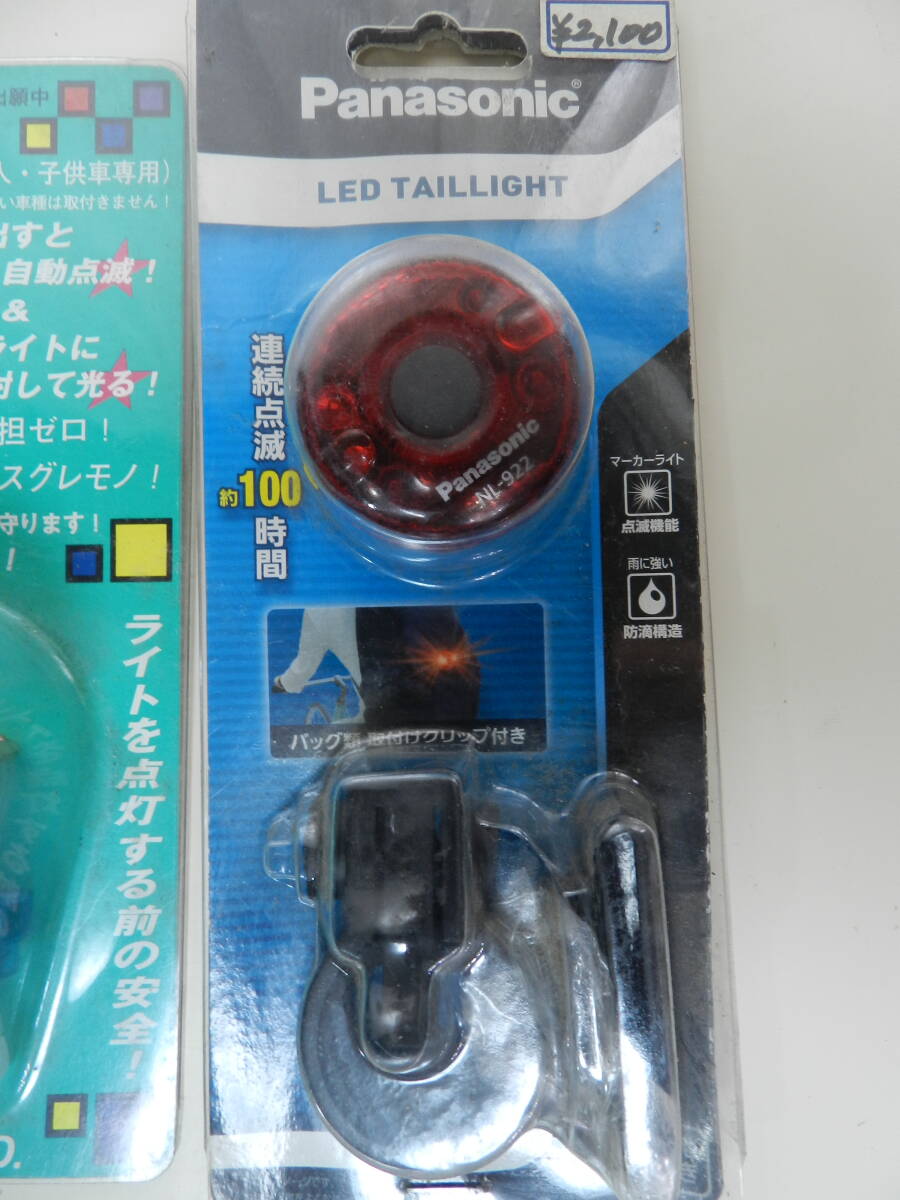 出願中
人・子供車専用）
い車種は取付きません！
出すと
自動点滅！
&
ライトに
付して光る！
担ゼロ！
スグレモノ！
守ります！
！
ライトを点灯する前の安全！
D.
¥2,100
Panasonic®
LED TAILLIGHT
連続点滅
約100
時間
Panasonic
NL-922
マーカーライト
点滅機能
雨に強い
防滴構造
バッグ類 取付けクリップ付き